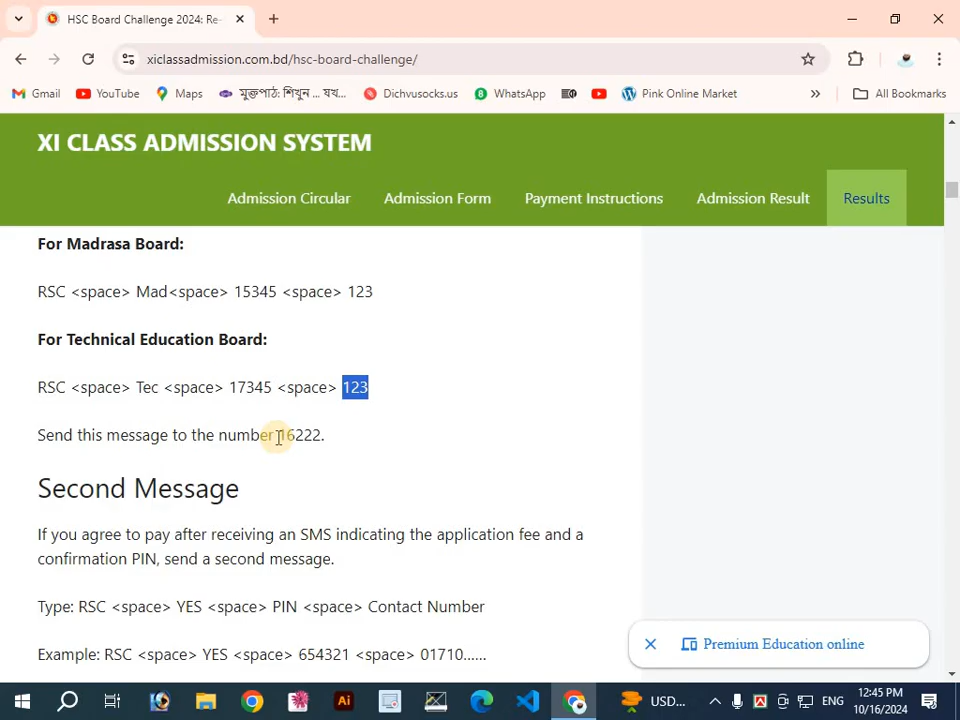 HSC Board Challenge 2024: Re
xiclassadmission.com.bd/hsc-board-challenge/
Gmail YouTube Maps মুক্তপাঠ: শিখুন ... যখ... Dichvusocks.us WhatsApp Pink Online Market » All Bookmarks
XI CLASS ADMISSION SYSTEM
Admission Circular Admission Form Payment Instructions Admission Result Results
For Madrasa Board:
RSC <space> Mad<space> 15345 <space> 123
For Technical Education Board:
RSC <space> Tec <space> 17345 <space> 123
Send this message to the number 16222.
Second Message
If you agree to pay after receiving an SMS indicating the application fee and a
confirmation PIN, send a second message.
Type: RSC <space> YES <space> PIN <space> Contact Number
Example: RSC <space> YES <space> 654321 <space> 01710......
Premium Education online
USD... ENG 12:45 PM
10/16/2024